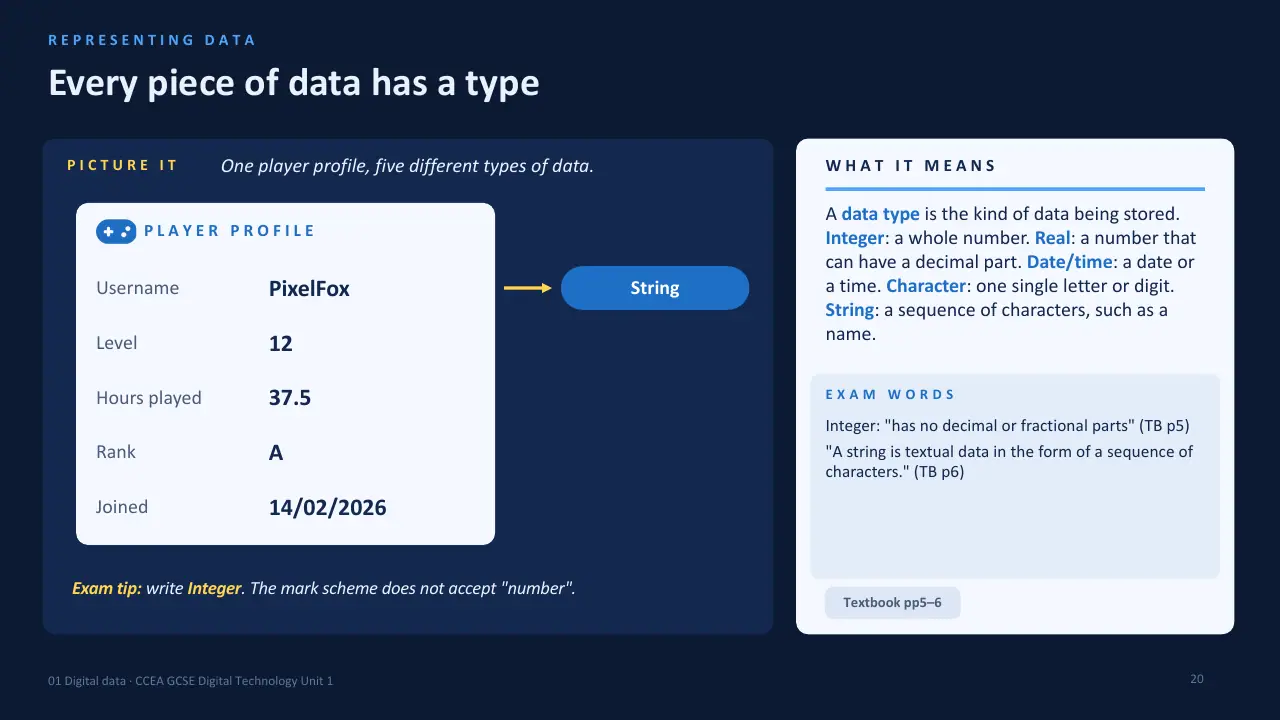 REPRESENTING DATA
Every piece of data has a type
PICTURE IT
One player profile, five different types of data.
PLAYER PROFILE
Username PixelFox
String
Level 12
Hours played 37.5
Rank A
Joined 14/02/2026
Exam tip: write Integer. The mark scheme does not accept "number".
WHAT IT MEANS
A data type is the kind of data being stored.
Integer: a whole number. Real: a number that
can have a decimal part. Date/time: a date or
a time. Character: one single letter or digit.
String: a sequence of characters, such as a
name.
EXAM WORDS
Integer: "has no decimal or fractional parts" (TB p5)
"A string is textual data in the form of a sequence of
characters." (TB p6)
Textbook pp5–6
01 Digital data · CCEA GCSE Digital Technology Unit 1
20